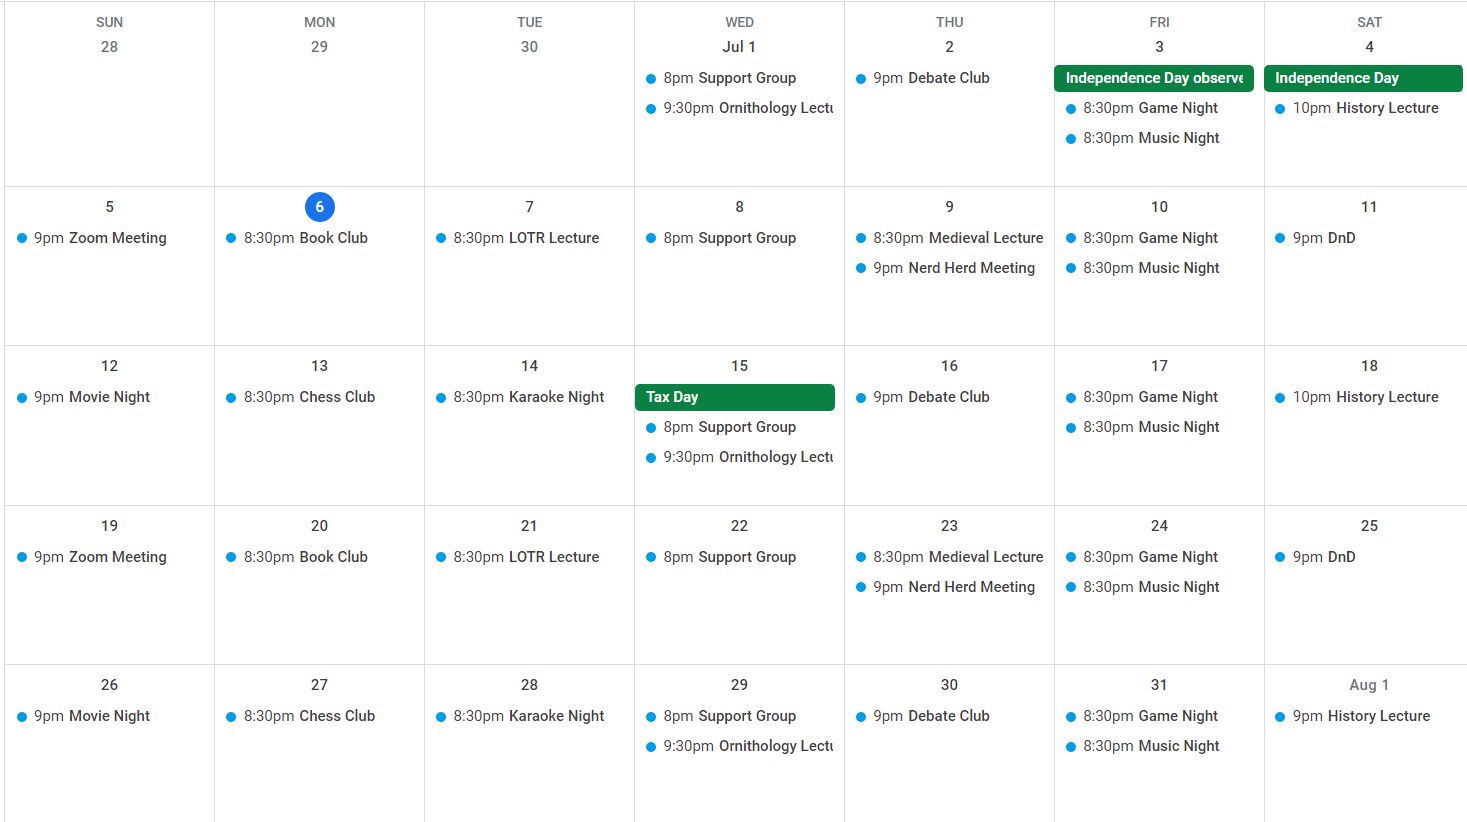 SUN MON TUE WED THU FRI SAT
28 29 30 Jul 1 2 3 4
8pm Support Group
9:30pm Ornithology Lectu
9pm Debate Club
Independence Day observe
8:30pm Game Night
8:30pm Music Night
Independence Day
10pm History Lecture
5 6 7 8 9 10 11
9pm Zoom Meeting
8:30pm Book Club
8:30pm LOTR Lecture
8pm Support Group
8:30pm Medieval Lecture
9pm Nerd Herd Meeting
8:30pm Game Night
8:30pm Music Night
9pm DnD
12 13 14 15 16 17 18
9pm Movie Night
8:30pm Chess Club
8:30pm Karaoke Night
Tax Day
8pm Support Group
9:30pm Ornithology Lectu
9pm Debate Club
8:30pm Game Night
8:30pm Music Night
10pm History Lecture
19 20 21 22 23 24 25
9pm Zoom Meeting
8:30pm Book Club
8:30pm LOTR Lecture
8pm Support Group
8:30pm Medieval Lecture
9pm Nerd Herd Meeting
8:30pm Game Night
8:30pm Music Night
9pm DnD
26 27 28 29 30 31 Aug 1
9pm Movie Night
8:30pm Chess Club
8:30pm Karaoke Night
8pm Support Group
9:30pm Ornithology Lectu
9pm Debate Club
8:30pm Game Night
8:30pm Music Night
9pm History Lecture